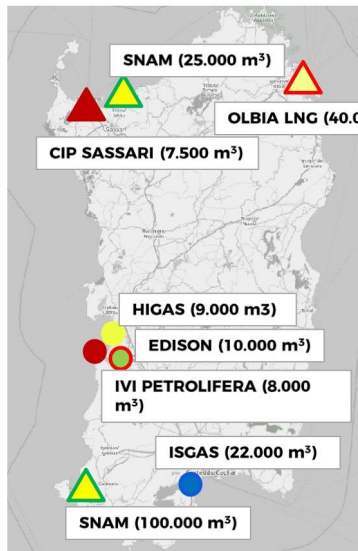 SNAM (25.000 m³)
OLBIA LNG (40.0
CIP SASSARI (7.500 m³)
Sassari
HIGAS (9.000 m3)
EDISON (10.000 m³)
IVI PETROLIFERA (8.000
m³)
ISGAS (22.000 m³)
SNAM (100.000 m³)